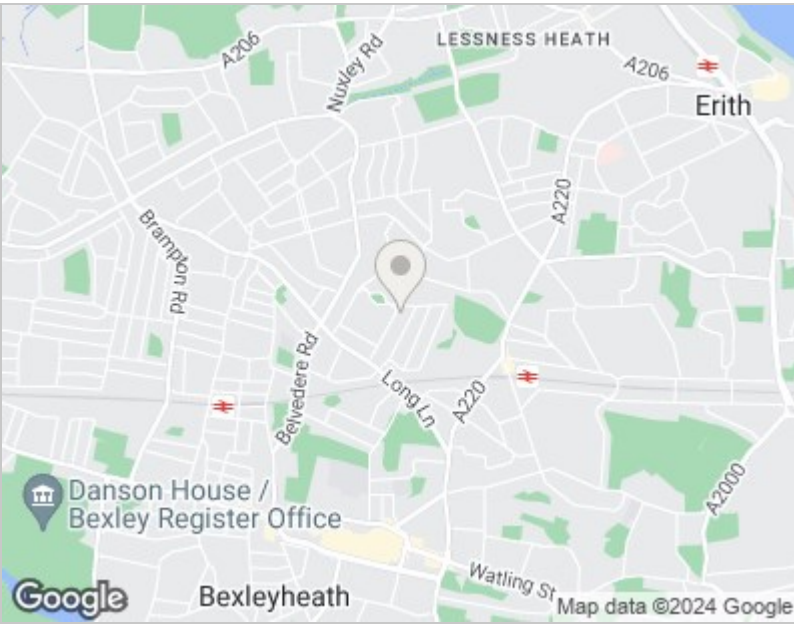 A206
Nuxley Rd
LESSNESS HEATH
A206
Erith
A220
Brampton Rd
Belvedere Rd
Long Ln
A220
A2000
Danson House /
Bexley Register Office
Watling St
Bexleyheath
Google
Map data ©2024 Google